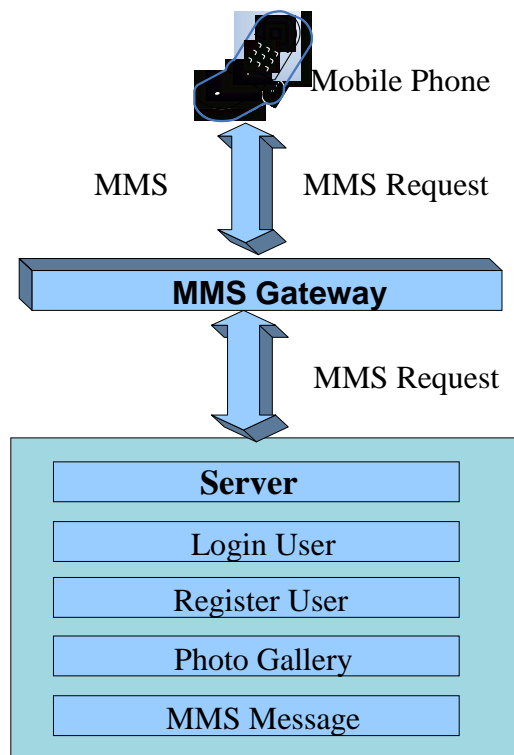 Mobile Phone
MMS MMS Request
MMS Gateway
MMS Request
Server
Login User
Register User
Photo Gallery
MMS Message